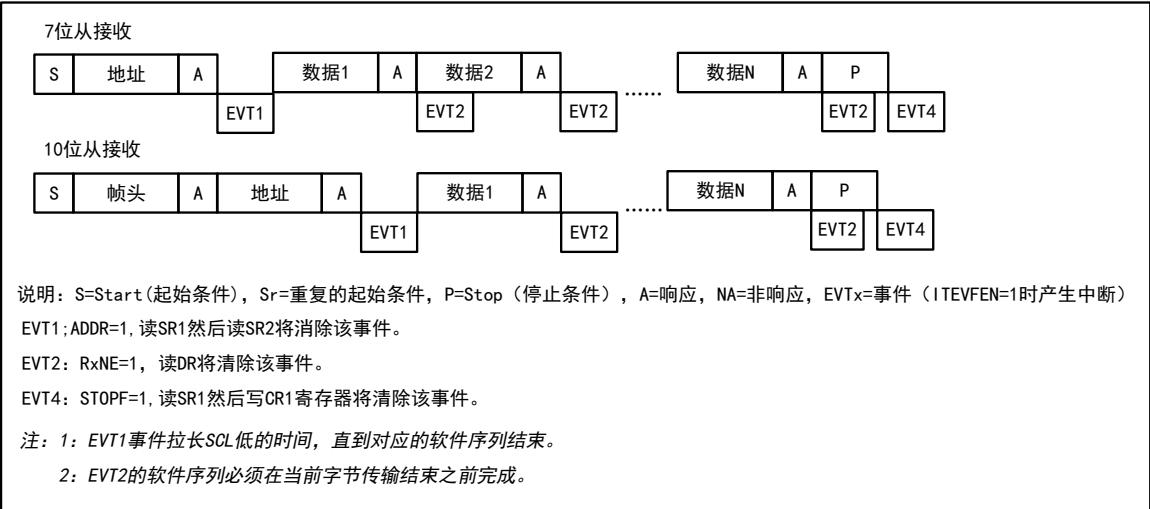 7位从接收
S 地址 A 数据1 A 数据2 A 数据N A P
EVT1 EVT2 EVT2 …… EVT2 EVT4
10位从接收
S 帧头 A 地址 A 数据1 A 数据N A P
EVT1 EVT2 …… EVT2 EVT4
说明：S=Start(起始条件)，Sr=重复的起始条件，P=Stop（停止条件），A=响应，NA=非响应，EVTx=事件（ITEVFEN=1时产生中断）
EVT1;ADDR=1,读SR1然后读SR2将消除该事件。
EVT2：RxNE=1，读DR将清除该事件。
EVT4：STOPF=1,读SR1然后写CR1寄存器将清除该事件。
注：1：EVT1事件拉长SCL低的时间，直到对应的软件序列结束。
2：EVT2的软件序列必须在当前字节传输结束之前完成。